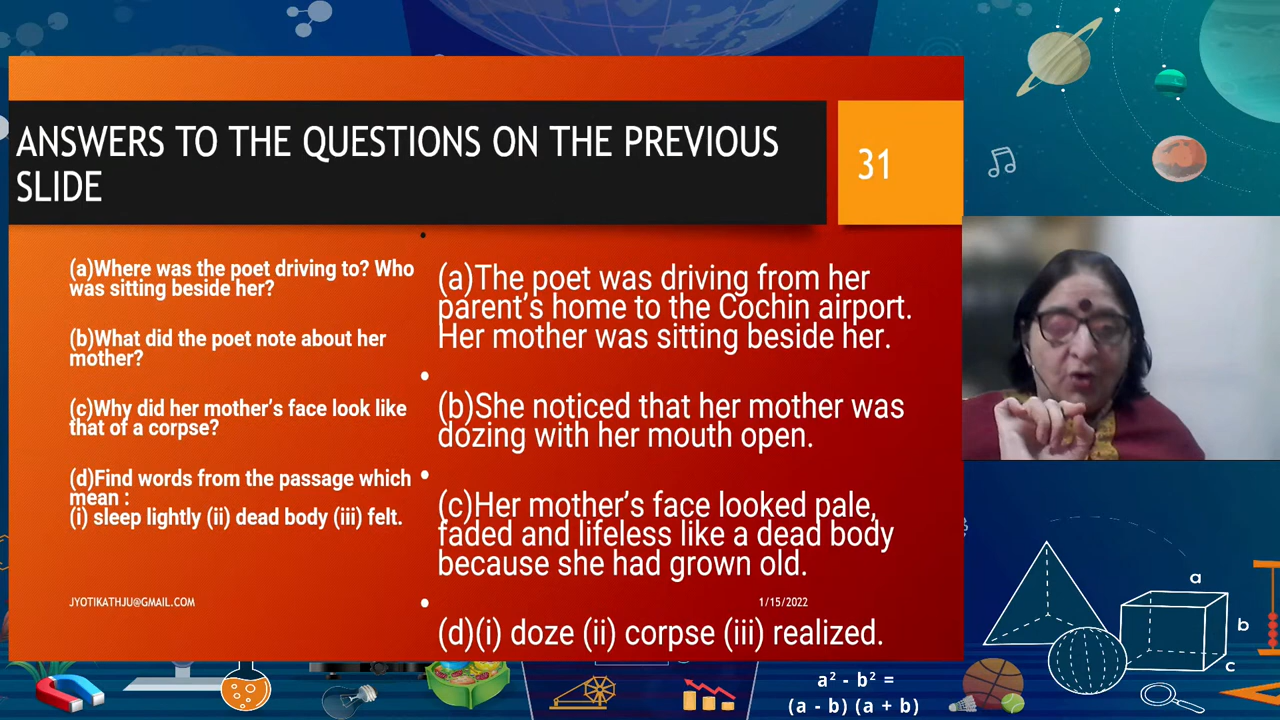 ANSWERS TO THE QUESTIONS ON THE PREVIOUS
SLIDE
31
(a)Where was the poet driving to? Who
was sitting beside her?
(b)What did the poet note about her
mother?
(c)Why did her mother’s face look like
that of a corpse?
(d)Find words from the passage which
mean :
(i) sleep lightly (ii) dead body (iii) felt.
(a)The poet was driving from her
parent’s home to the Cochin airport.
Her mother was sitting beside her.
(b)She noticed that her mother was
dozing with her mouth open.
(c)Her mother’s face looked pale,
faded and lifeless like a dead body
because she had grown old.
(d)(i) doze (ii) corpse (iii) realized.
JYOTIKATHJU@GMAIL.COM
1/15/2022
a
b
c
a² - b² =
(a - b) (a + b)